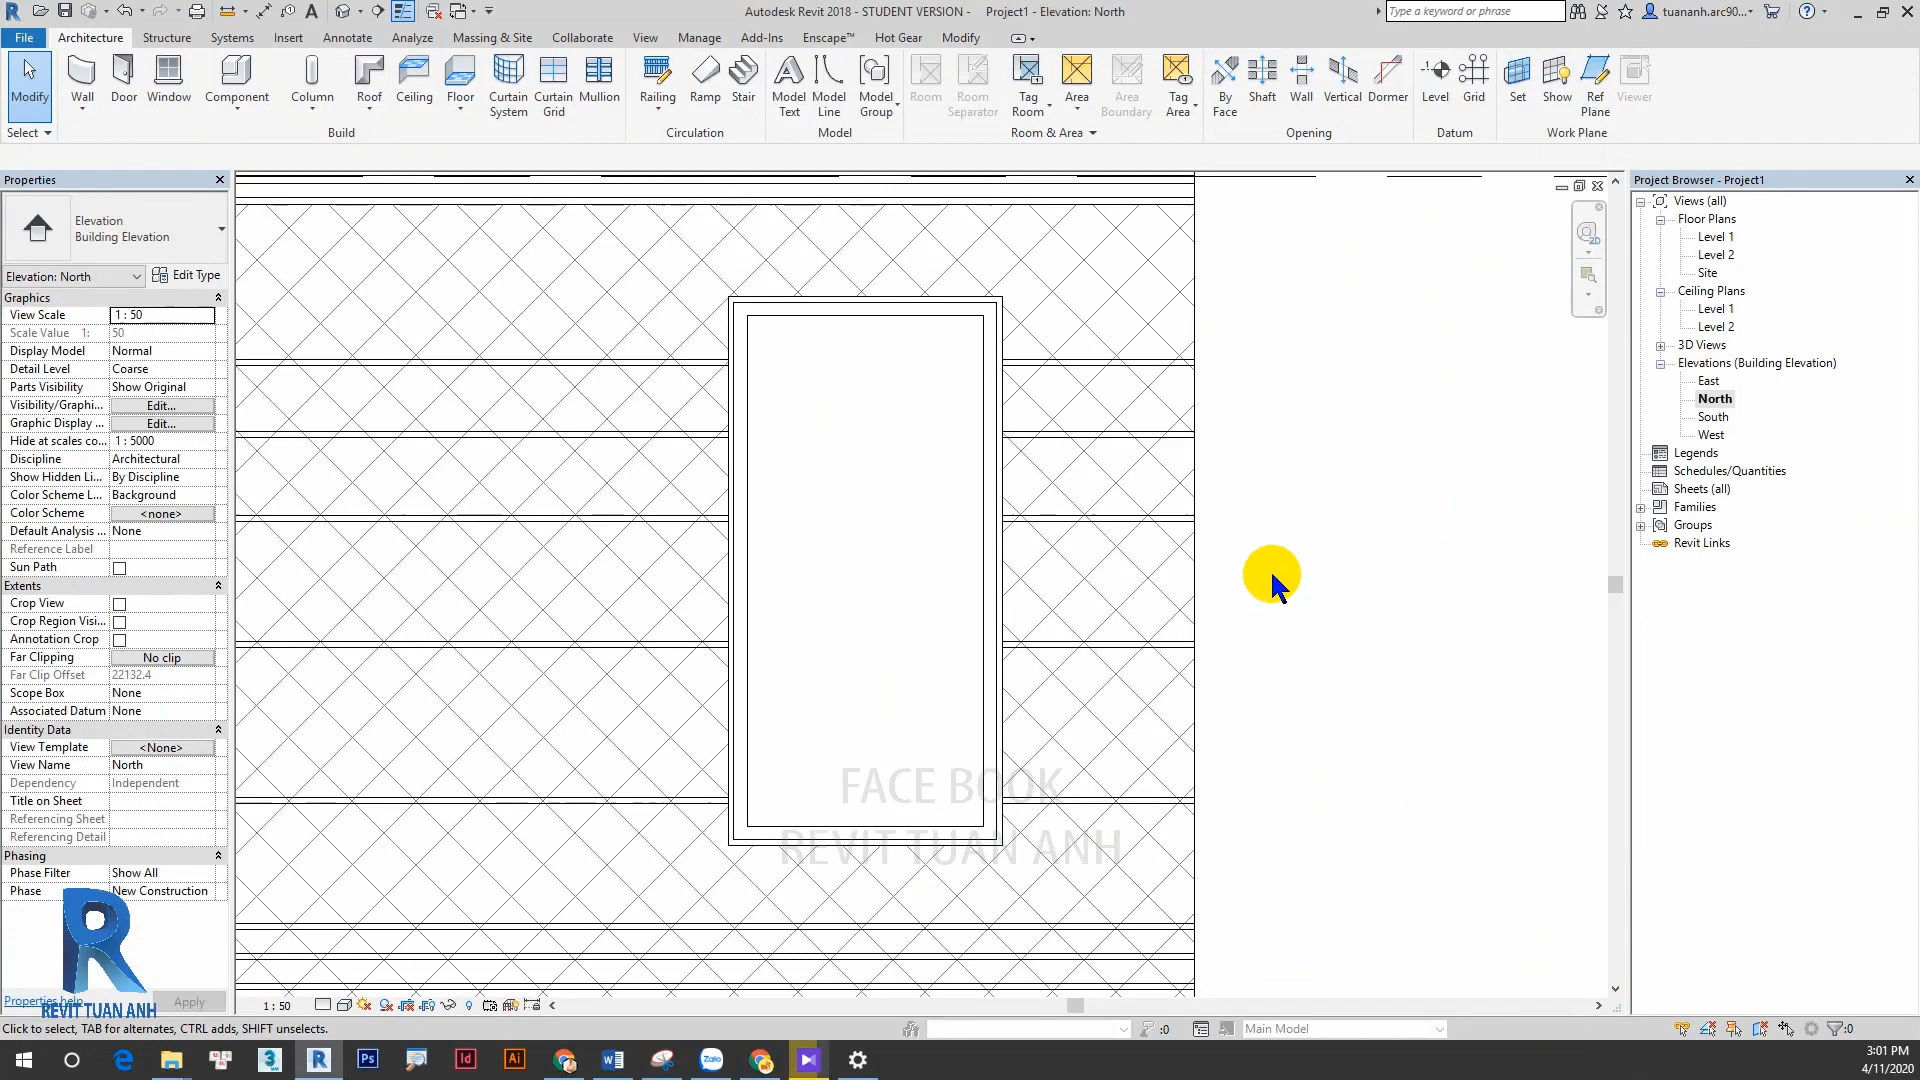 Autodesk Revit 2018 - STUDENT VERSION - Project1 - Elevation: North
Type a keyword or phrase
tuananh.arc90...
File Architecture Structure Systems Insert Annotate Analyze Massing & Site Collaborate View Manage Add-Ins Enscape™ Hot Gear Modify
Modify Wall Door Window Component Column Roof Ceiling Floor Curtain System Curtain Grid Mullion Railing Ramp Stair Model Text Model Line Model Group Room Room Separator Tag Room Area Area Boundary Tag Area By Face Shaft Wall Vertical Dormer Level Grid Set Show Ref Plane Viewer
Select Build Circulation Model Room & Area Opening Datum Work Plane
Properties
Elevation
Building Elevation
Elevation: North Edit Type
Graphics
View Scale 1 : 50
Scale Value 1: 50
Display Model Normal
Detail Level Coarse
Parts Visibility Show Original
Visibility/Graphi... Edit...
Graphic Display ... Edit...
Hide at scales co... 1 : 5000
Discipline Architectural
Show Hidden Li... By Discipline
Color Scheme L... Background
Color Scheme <none>
Default Analysis ... None
Reference Label
Sun Path
Extents
Crop View
Crop Region Visi...
Annotation Crop
Far Clipping No clip
Far Clip Offset 22132.4
Scope Box None
Associated Datum None
Identity Data
View Template <None>
View Name North
Dependency Independent
Title on Sheet
Referencing Sheet
Referencing Detail
Phasing
Phase Filter Show All
Phase New Construction
Properties help Apply
REVIT TUAN ANH
2D
FACE BOOK
REVIT TUAN ANH
1 : 50
Project Browser - Project1
Views (all)
Floor Plans
Level 1
Level 2
Site
Ceiling Plans
Level 1
Level 2
3D Views
Elevations (Building Elevation)
East
North
South
West
Legends
Schedules/Quantities
Sheets (all)
Families
Groups
Revit Links
Click to select, TAB for alternates, CTRL adds, SHIFT unselects.
:0 Main Model :0
3:01 PM
4/11/2020